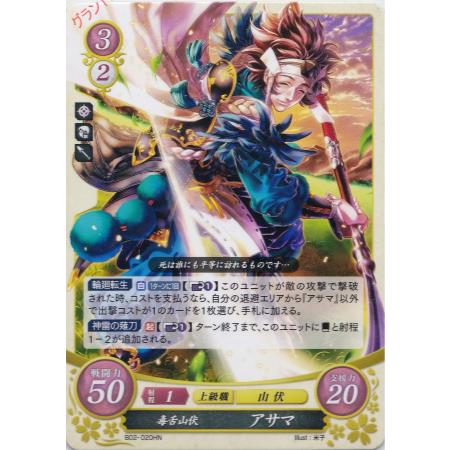 グラン
3
2
死は誰にも平等に訪れるものです…
輪廻転生 自 1ターンに1回 【1】このユニットが敵の攻撃で撃破
された時、コストを支払うなら、自分の退避エリアから『アサマ』以外
で出撃コストが1のカードを1枚選び、手札に加える。
神雷の薙刀 起 【1】ターン終了まで、このユニットに と射程
1-2が追加される。
戦闘力
50
射程 1
上級職
山伏
支援力
20
毒舌山伏 アサマ
B02-020HN
Illust:米子